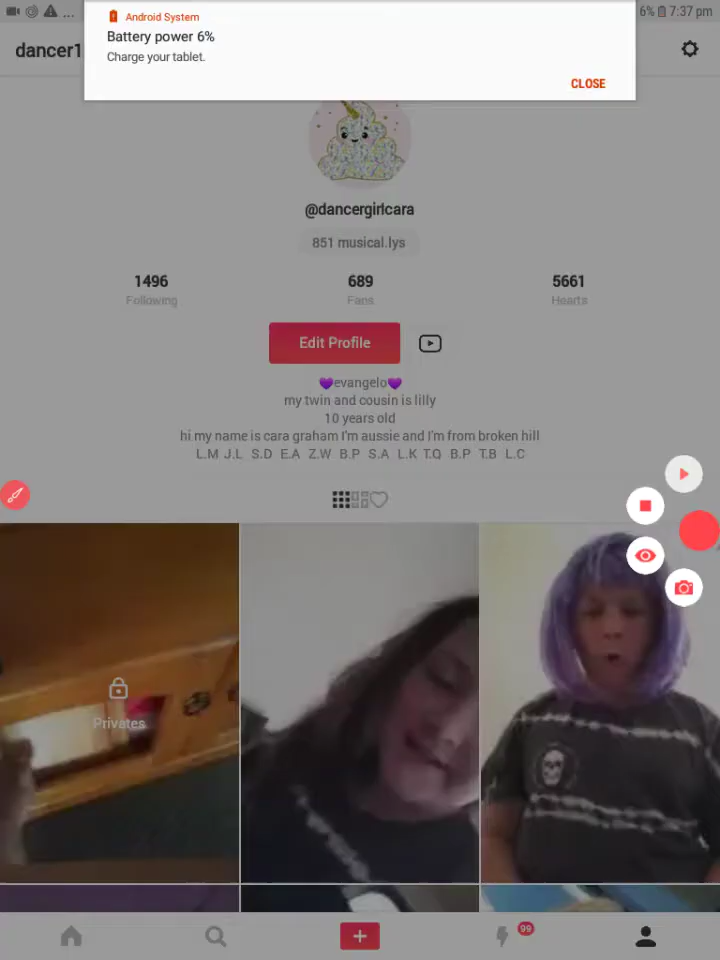 6% 7:37 pm
Android System
Battery power 6%
Charge your tablet.
CLOSE
dancer1
@dancergirlcara
851 musical.lys
1496 689 5661
Following Fans Hearts
Edit Profile
💜evangelo💜
my twin and cousin is lilly
10 years old
hi my name is cara graham I'm aussie and I'm from broken hill
L.M J.L S.D E.A Z.W B.P S.A L.K T.Q B.P T.B L.C
Privates
99